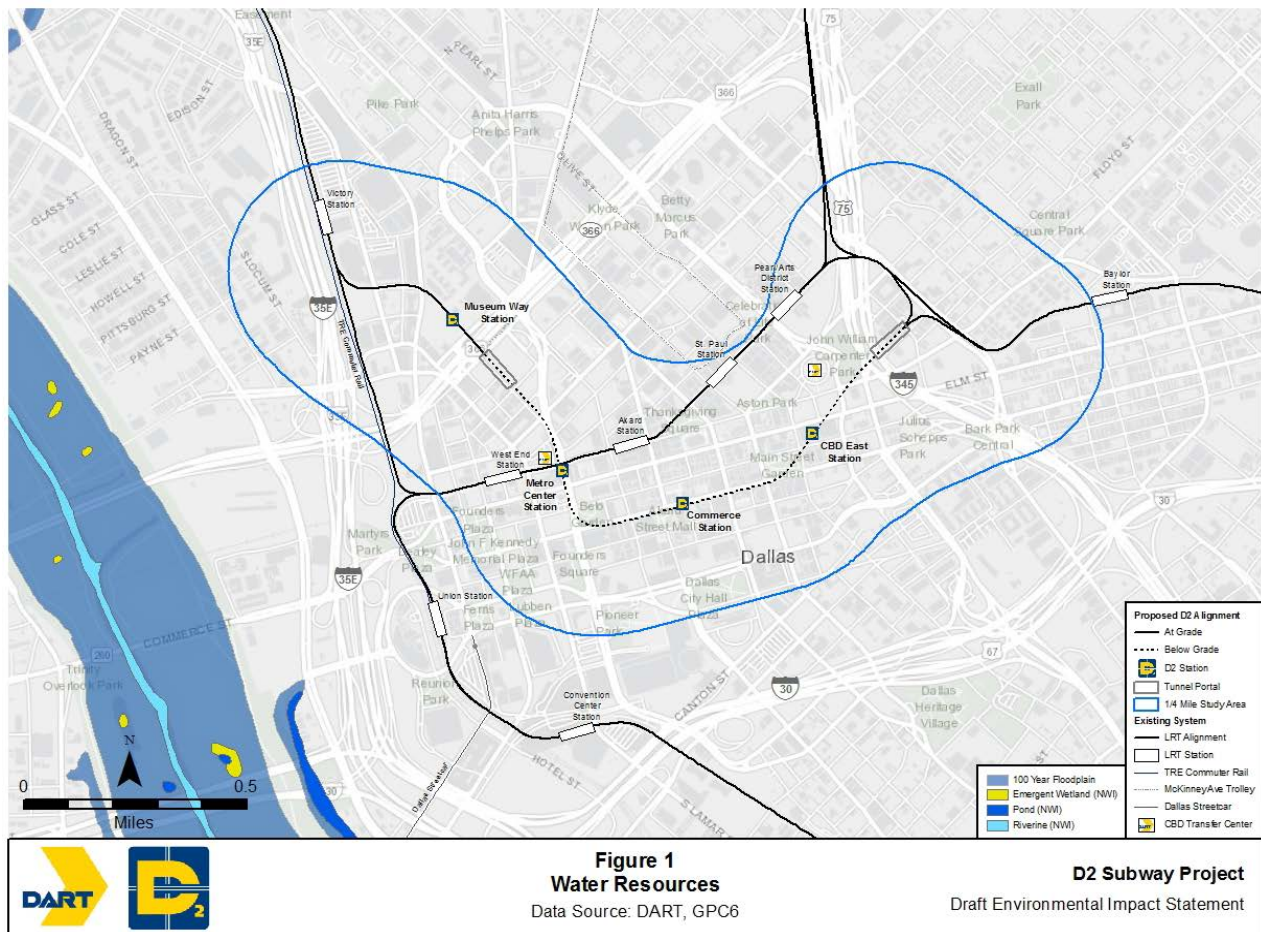 Easement
35E
75
N PEARL ST
EDISON ST
DRAGON ST
Pike Park
366
Anita Harris
Phelps Park
Exall
Park
FLOYD ST
OLIVE ST
GLASS ST
COLE ST
LESLIE ST
HOWELL ST
PITTSBURG ST
PAYNE ST
Victory
Station
Klyde
Betty
Marcus
Park
75
366
Central
Square Park
S LOCUM ST
Pearl/Arts
District
Station
Baylor
Station
35E
TRE Commuter Rail
Museum Way
Station
John William
Carpenter
Park
St. Paul
Station
345
ELM ST
Aston Park
Thanksgiving
Square
Akard
Station
Julius
Schepps
Park
Bark Park
Central
CBD East
Station
Main Street
Garden
West End
Station
Metro
Center
Station
30
Commerce
Station
Street Mall
Founders
Plaza
Martyrs
Park
John F Kennedy
Memorial Plaza
WFAA
Plaza
Founders
Square
Dallas
35E
Union Station
Ferris
Plaza
Lubben
Plaza
Pioneer
Park
Dallas
City Hall
Plaza
COMMERCE ST
260
Trinity
Overlook Park
Reunion
Park
Convention
Center
Station
CANTON ST
30
67
Dallas
Heritage
Village
HOTEL ST
S LAMAR
Dallas Streetcar
30
N
0
0.5
Miles
Proposed D2 Alignment
At Grade
Below Grade
D2 Station
Tunnel Portal
1/4 Mile Study Area
Existing System
LRT Alignment
LRT Station
TRE Commuter Rail
McKinneyAve Trolley
Dallas Streetcar
CBD Transfer Center
100 Year Floodplain
Emergent Wetland (NWI)
Pond (NWI)
Riverine (NWI)
DART
D2
Figure 1
Water Resources
Data Source: DART, GPC6
D2 Subway Project
Draft Environmental Impact Statement